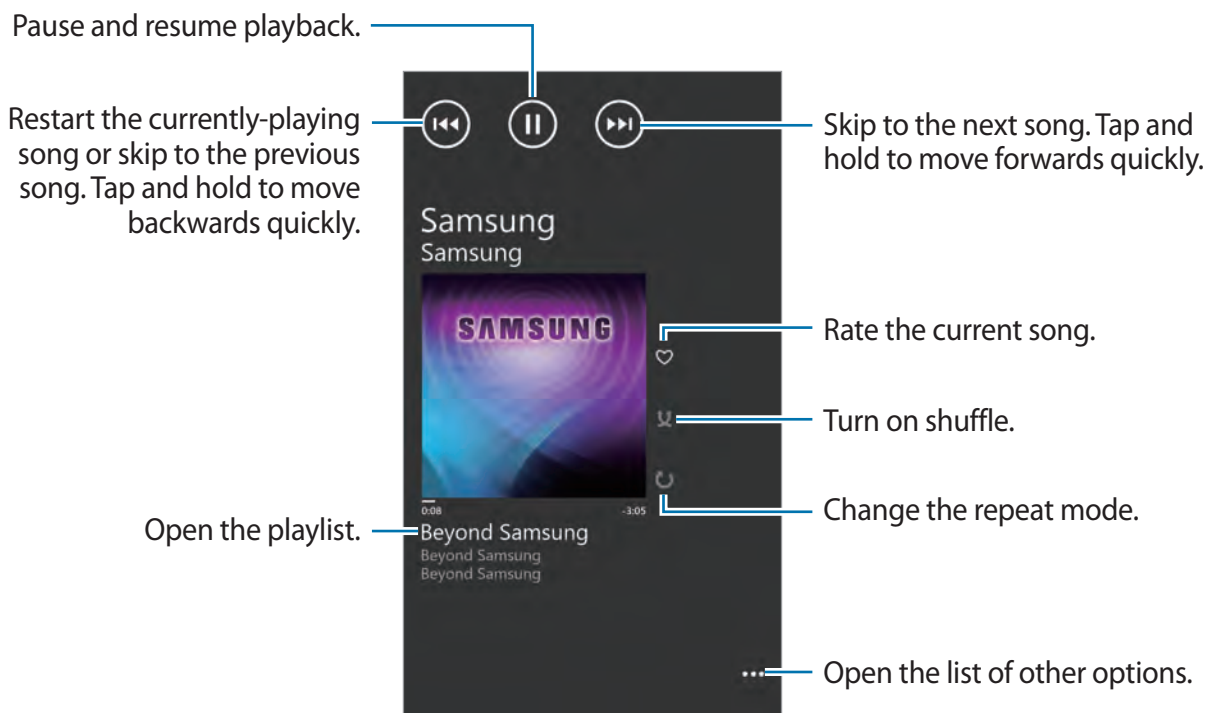 Pause and resume playback.
Restart the currently-playing
song or skip to the previous
song. Tap and hold to move
backwards quickly.
Skip to the next song. Tap and
hold to move forwards quickly.
Samsung
Samsung
SAMSUNG
Rate the current song.
Turn on shuffle.
0:08
-3:05
Change the repeat mode.
Open the playlist.
Beyond Samsung
Beyond Samsung
Beyond Samsung
Open the list of other options.